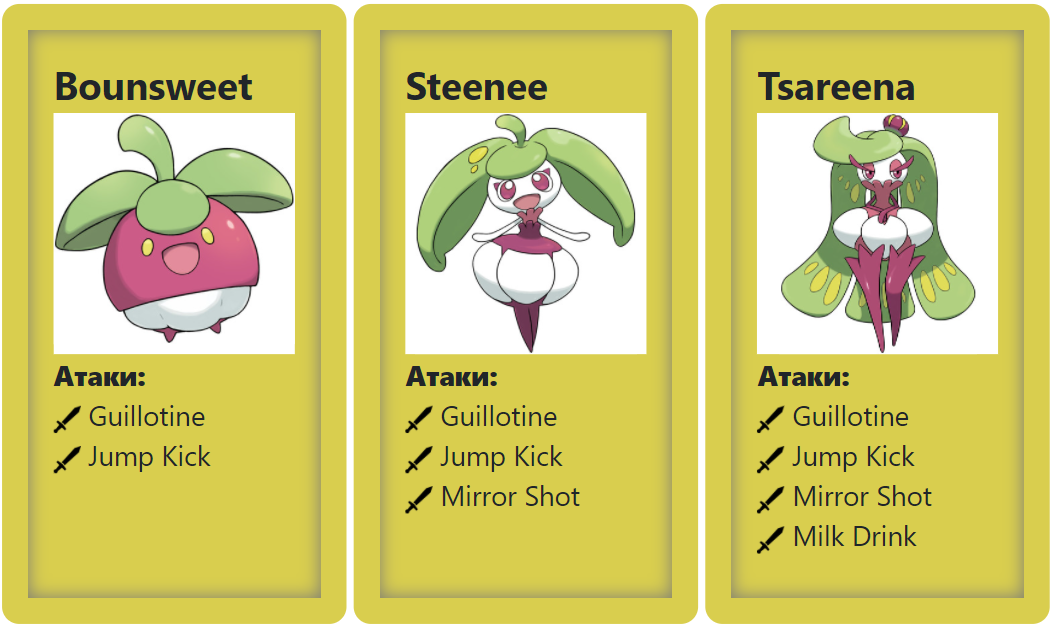 Bounsweet
Атаки:
Guillotine
Jump Kick
Steenee
Атаки:
Guillotine
Jump Kick
Mirror Shot
Tsareena
Атаки:
Guillotine
Jump Kick
Mirror Shot
Milk Drink